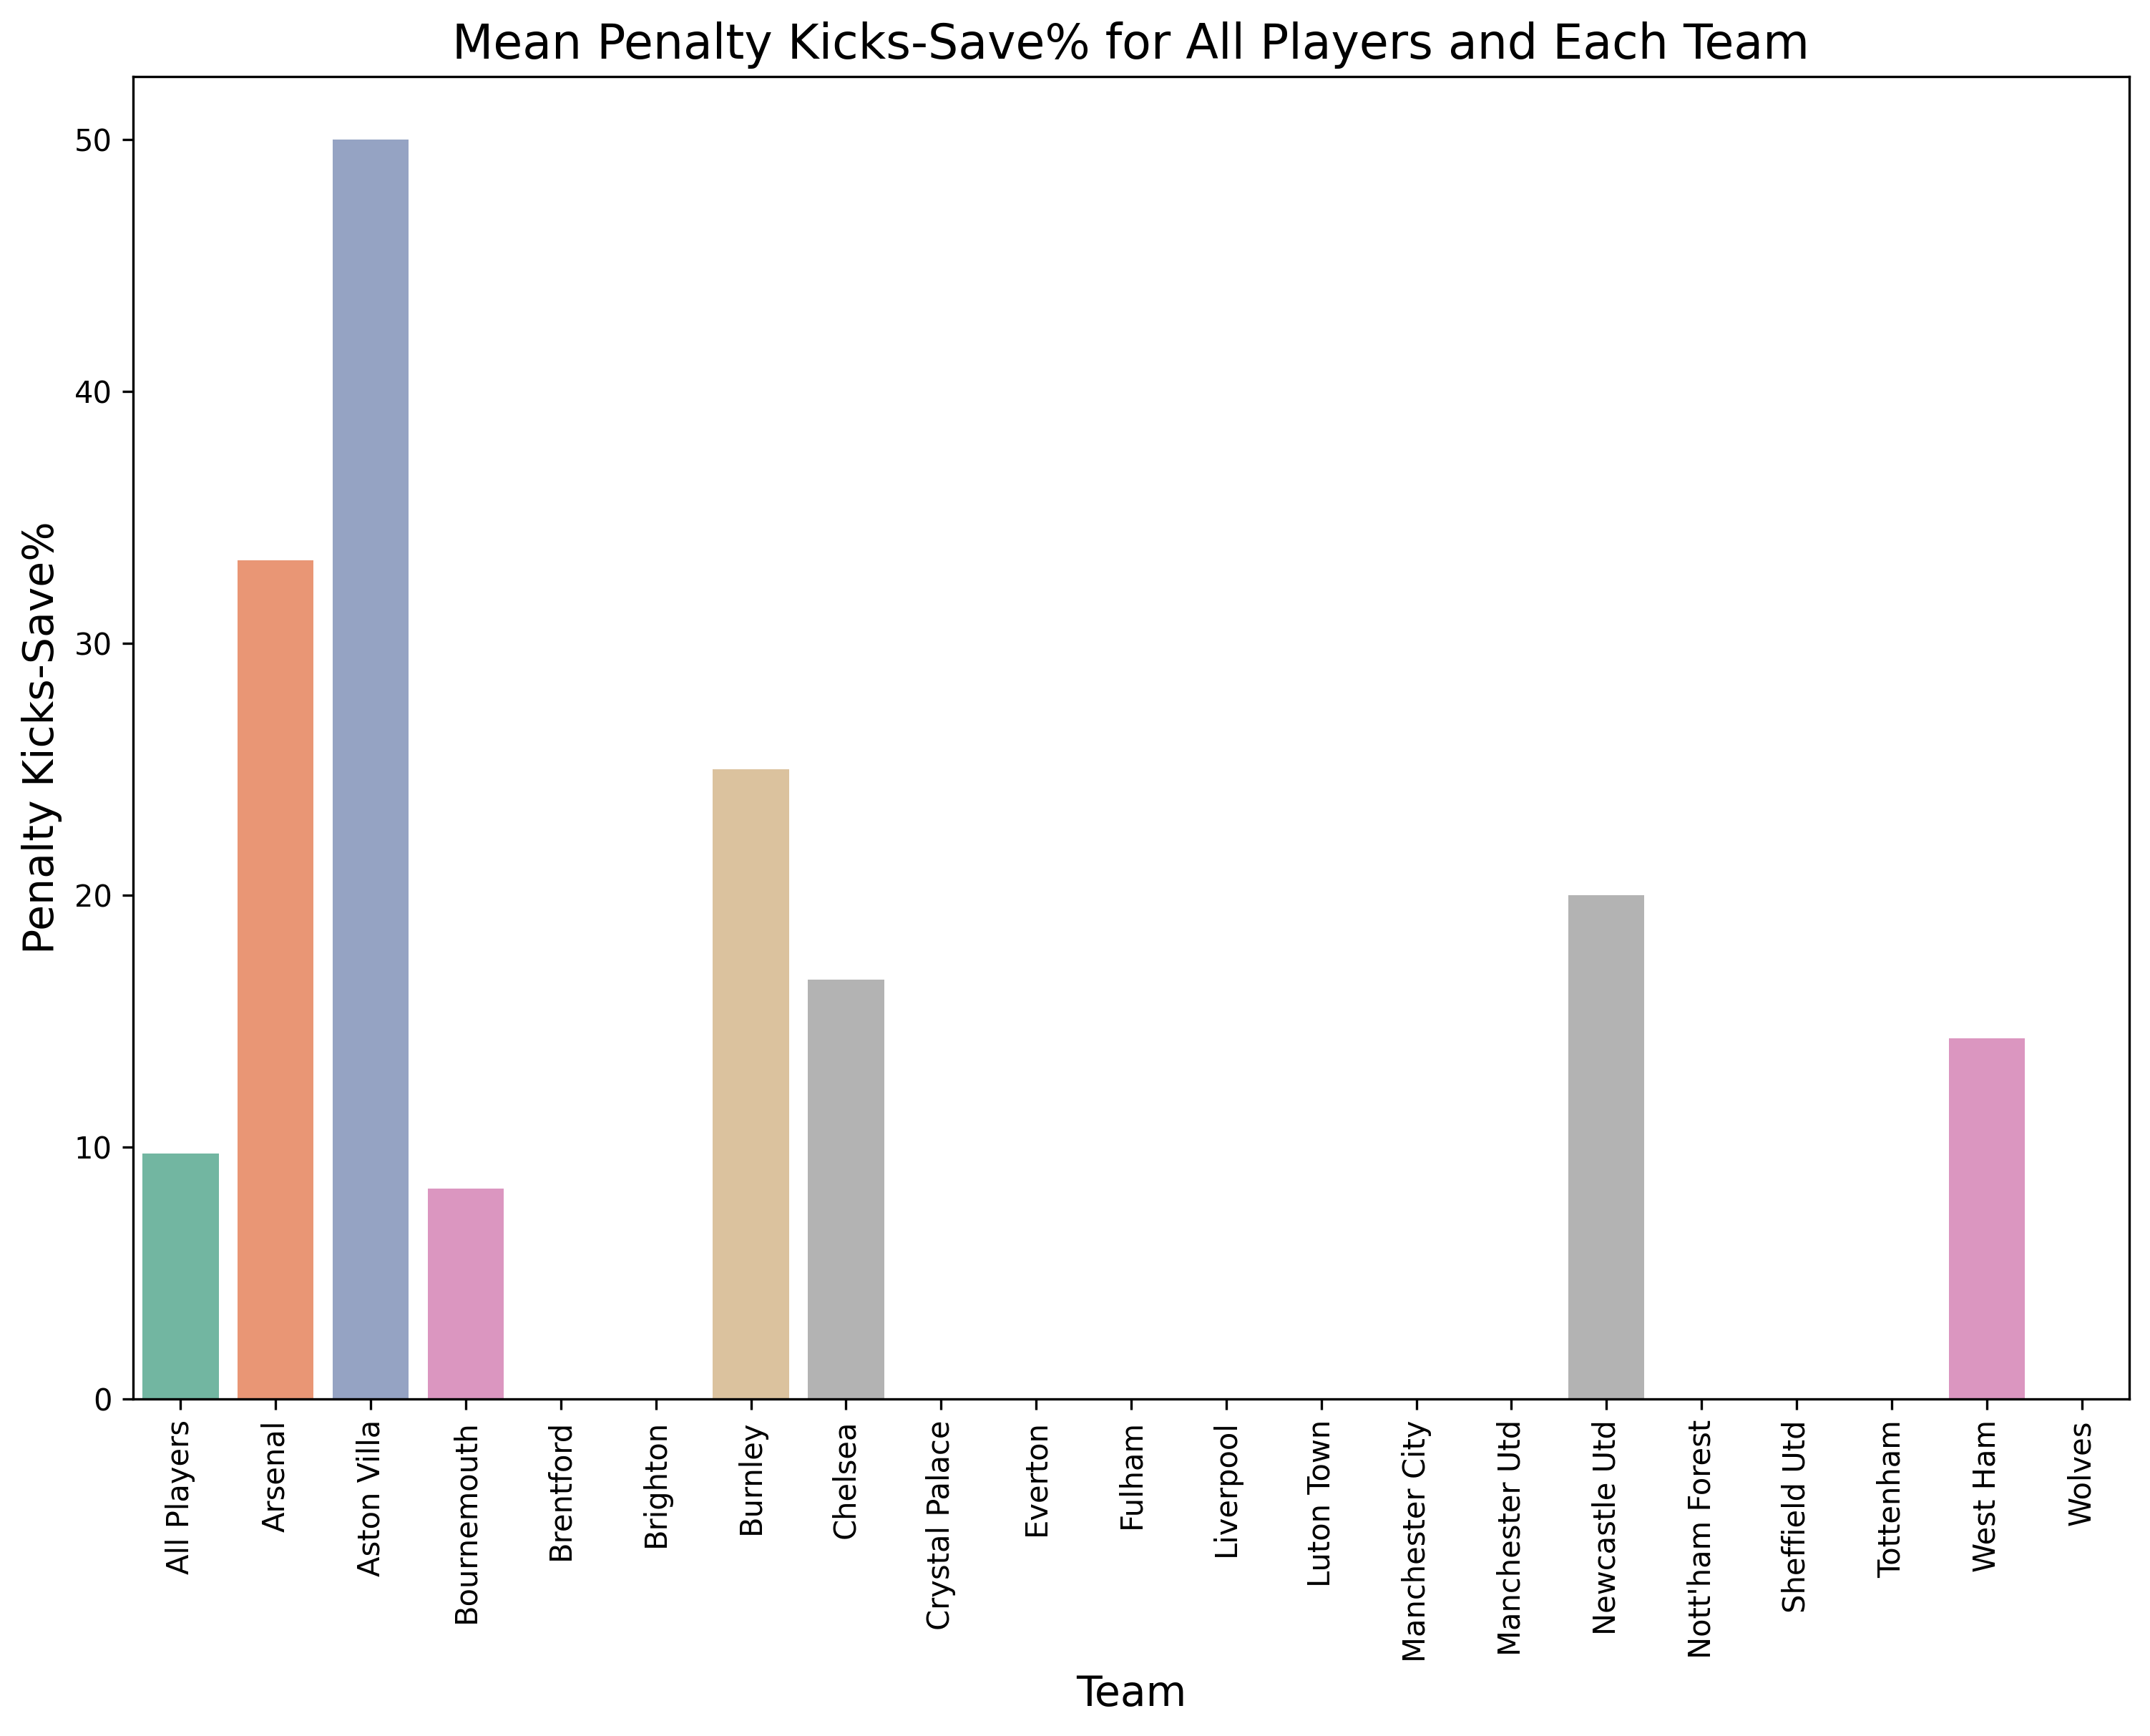 Mean Penalty Kicks-Save% for All Players and Each Team
Penalty Kicks-Save%
50
40
30
20
10
0
All Players
Arsenal
Aston Villa
Bournemouth
Brentford
Brighton
Burnley
Chelsea
Crystal Palace
Everton
Fulham
Liverpool
Luton Town
Manchester City
Manchester Utd
Newcastle Utd
Nott'ham Forest
Sheffield Utd
Tottenham
West Ham
Wolves
Team